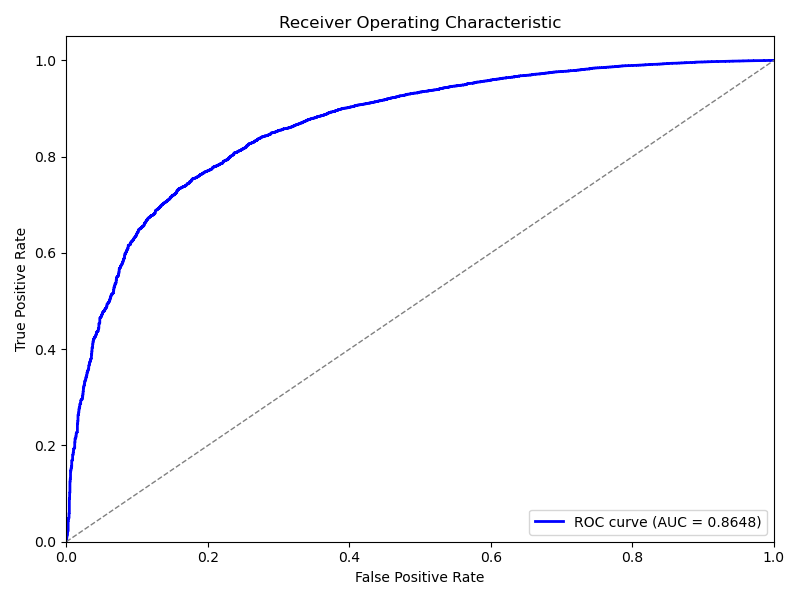 Receiver Operating Characteristic
True Positive Rate
1.0
0.8
0.6
0.4
0.2
0.0
0.0 0.2 0.4 0.6 0.8 1.0
False Positive Rate
ROC curve (AUC = 0.8648)